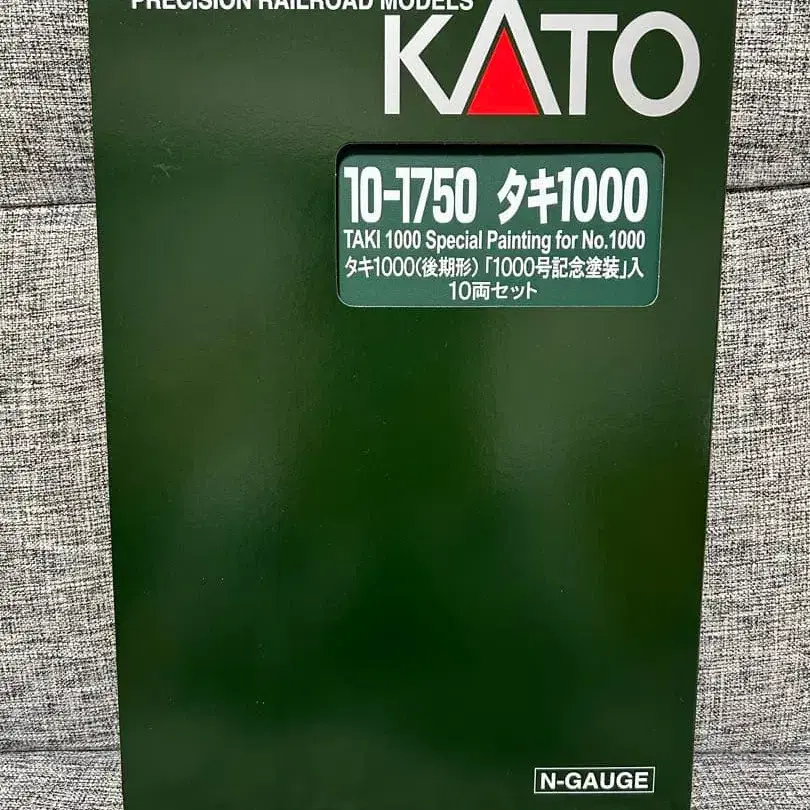 PRECISION RAILROAD MODELS
KATO
10-1750 タキ1000
TAKI 1000 Special Painting for No.1000
タキ1000(後期形)「1000号記念塗装」入
10両セット
N-GAUGE